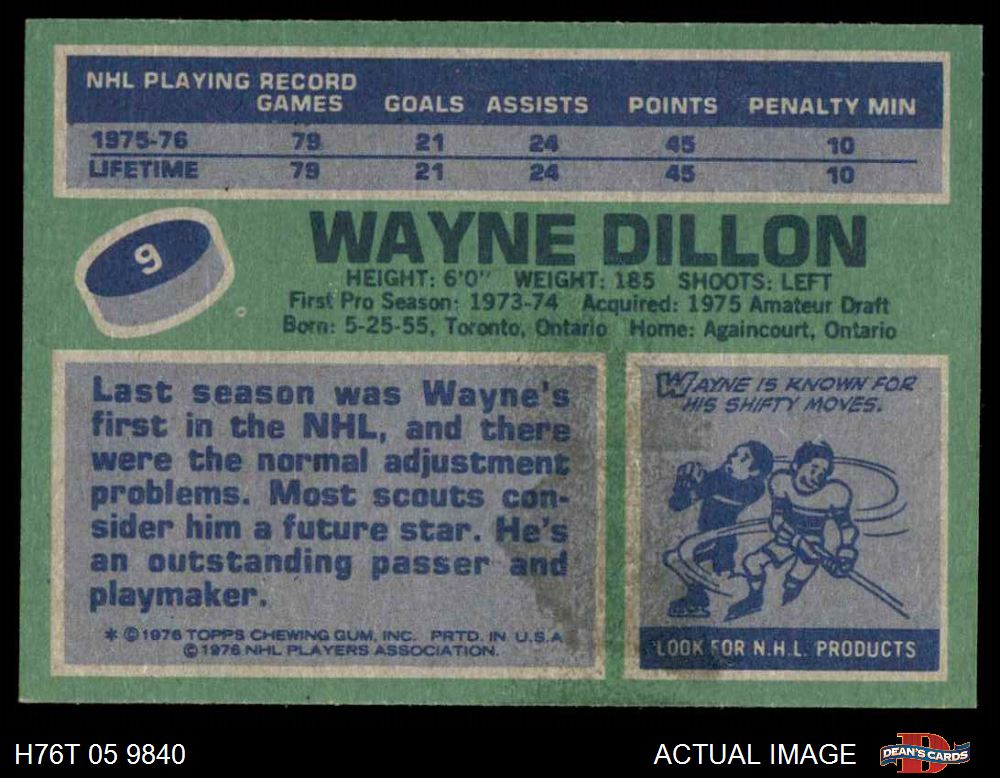 NHL PLAYING RECORD
GAMES GOALS ASSISTS POINTS PENALTY MIN
1975-76 79 21 24 45 10
LIFETIME 79 21 24 45 10
9
WAYNE DILLON
HEIGHT: 6'0" WEIGHT: 185 SHOOTS: LEFT
First Pro Season: 1973-74 Acquired: 1975 Amateur Draft
Born: 5-25-55, Toronto, Ontario Home: Againcourt, Ontario
Last season was Wayne's
first in the NHL, and there
were the normal adjustment
problems. Most scouts con-
sider him a future star. He's
an outstanding passer and
playmaker.
* © 1976 TOPPS CHEWING GUM, INC. PRTD. IN U.S.A
© 1976 NHL PLAYERS ASSOCIATION.
WAYNE IS KNOWN FOR
HIS SHIFTY MOVES.
LOOK FOR N.H.L. PRODUCTS
H76T 05 9840
ACTUAL IMAGE
DEAN'S CARDS